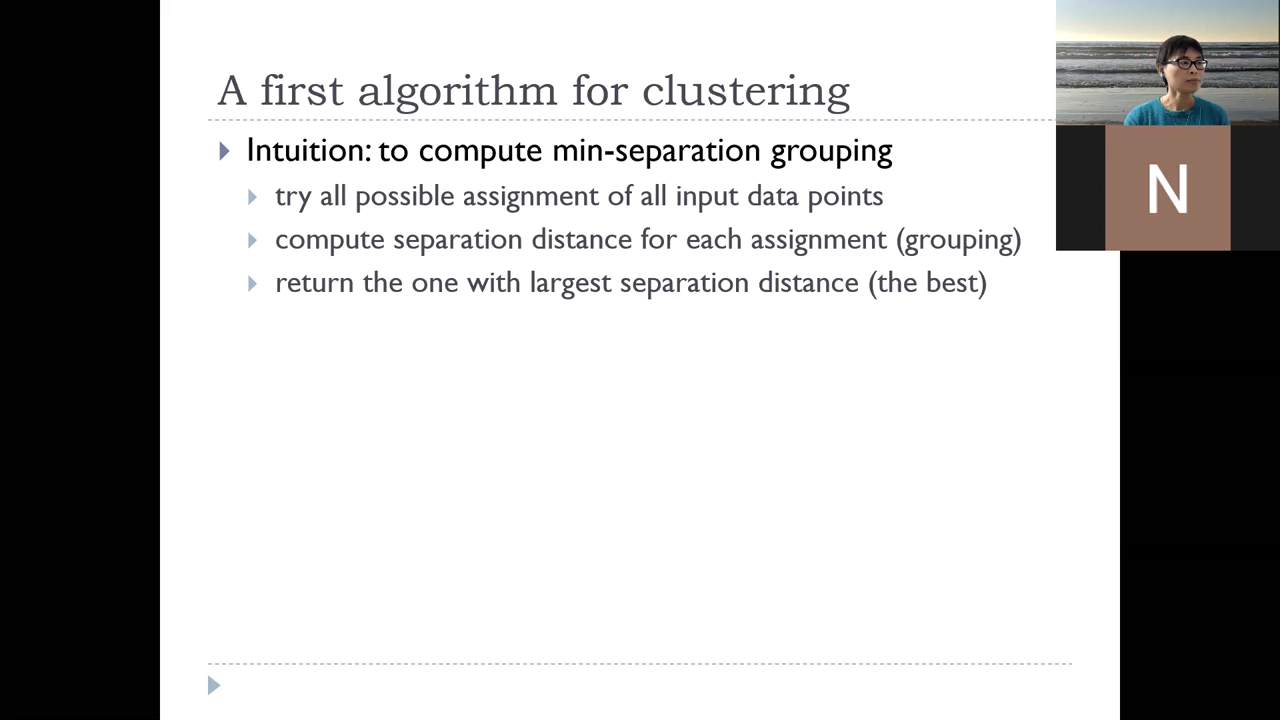 A first algorithm for clustering
Intuition: to compute min-separation grouping
try all possible assignment of all input data points
compute separation distance for each assignment (grouping)
return the one with largest separation distance (the best)
N